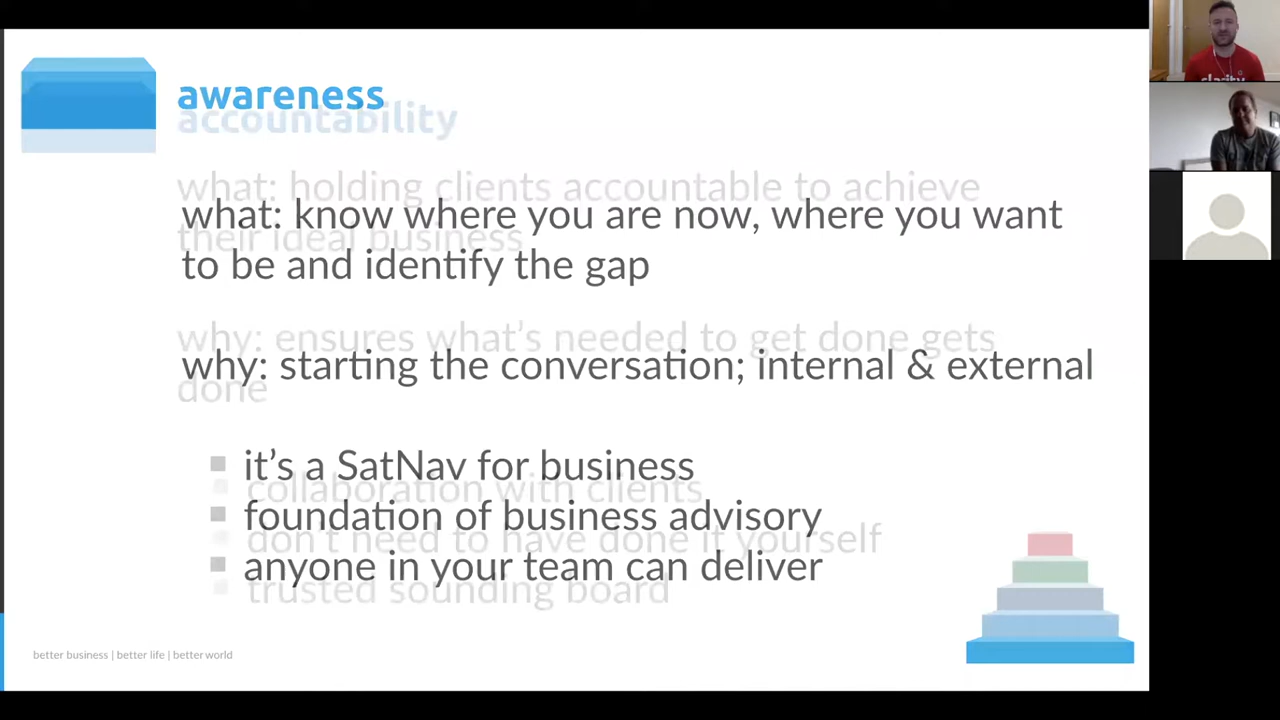 awareness
accountability
what: holding clients accountable to achieve
what: know where you are now, where you want
their ideal business
to be and identify the gap
why: ensures what's needed to get done gets
why: starting the conversation; internal & external
done
it's a SatNav for business
collaboration with clients
foundation of business advisory
don't need to have done it yourself
anyone in your team can deliver
trusted sounding board
better business | better life | better world
clarity